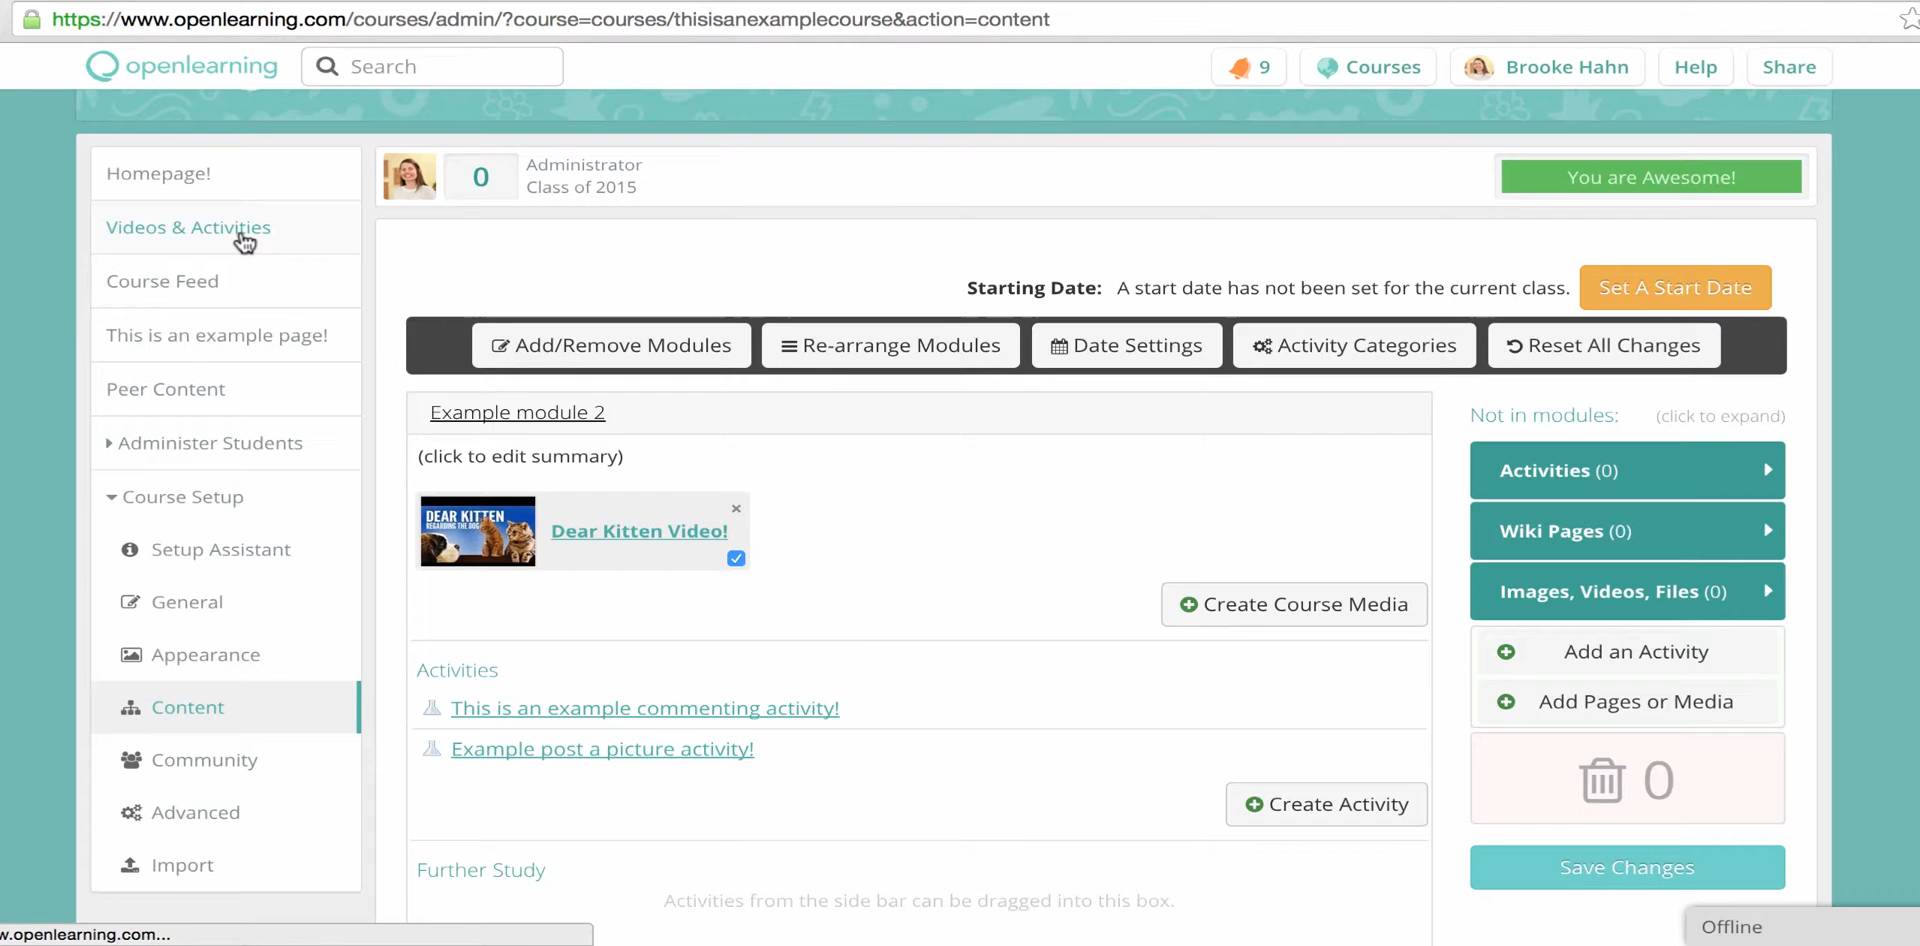 https://www.openlearning.com/courses/admin/?course=courses/thisisanexamplecourse&action=content
openlearning
Search
9
Courses
Brooke Hahn
Help
Share
Homepage!
Videos & Activities
Course Feed
This is an example page!
Peer Content
Administer Students
Course Setup
Setup Assistant
General
Appearance
Content
Community
Advanced
Import
0
Administrator
Class of 2015
You are Awesome!
Starting Date: A start date has not been set for the current class.
Set A Start Date
Add/Remove Modules
Re-arrange Modules
Date Settings
Activity Categories
Reset All Changes
Example module 2
(click to edit summary)
DEAR KITTEN
REGARDING THE DOG
Dear Kitten Video!
Create Course Media
Activities
This is an example commenting activity!
Example post a picture activity!
Create Activity
Further Study
Activities from the side bar can be dragged into this box.
Not in modules: (click to expand)
Activities (0)
Wiki Pages (0)
Images, Videos, Files (0)
Add an Activity
Add Pages or Media
0
Save Changes
Offline
w.openlearning.com...